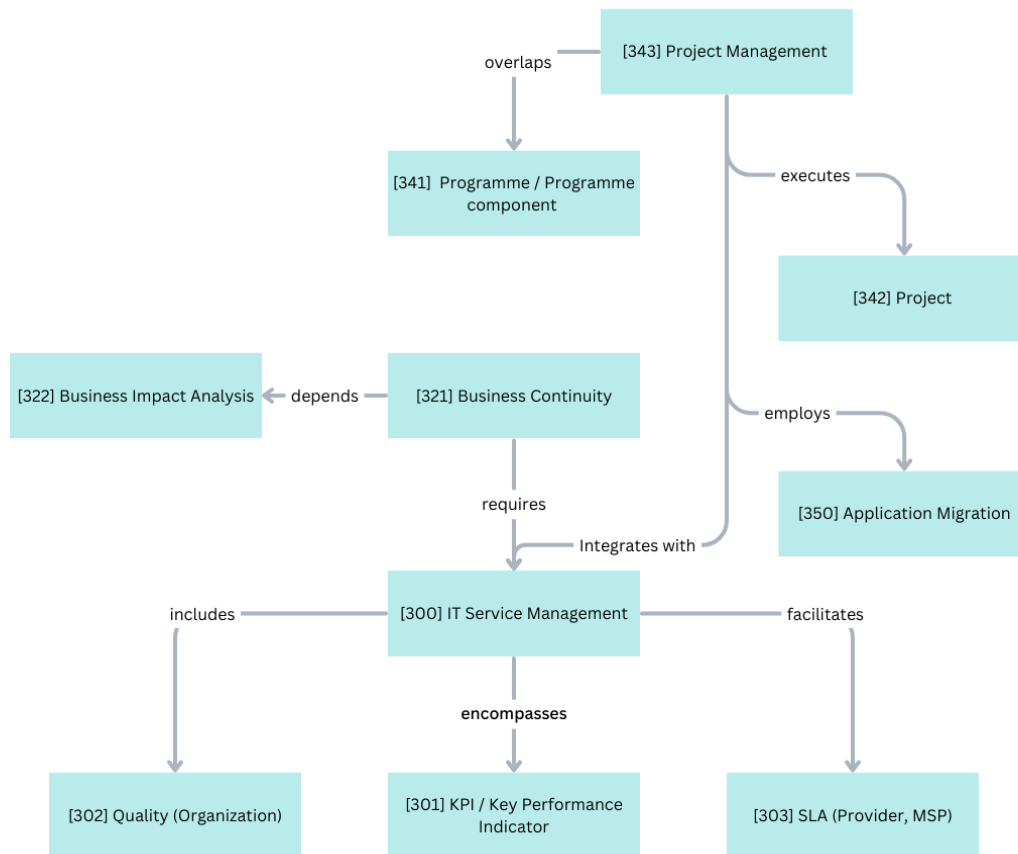 [343] Project Management
overlaps
[341] Programme / Programme
component
executes
[342] Project
[322] Business Impact Analysis
depends
[321] Business Continuity
employs
requires
[350] Application Migration
Integrates with
[300] IT Service Management
includes
facilitates
encompasses
[302] Quality (Organization)
[301] KPI / Key Performance
Indicator
[303] SLA (Provider, MSP)